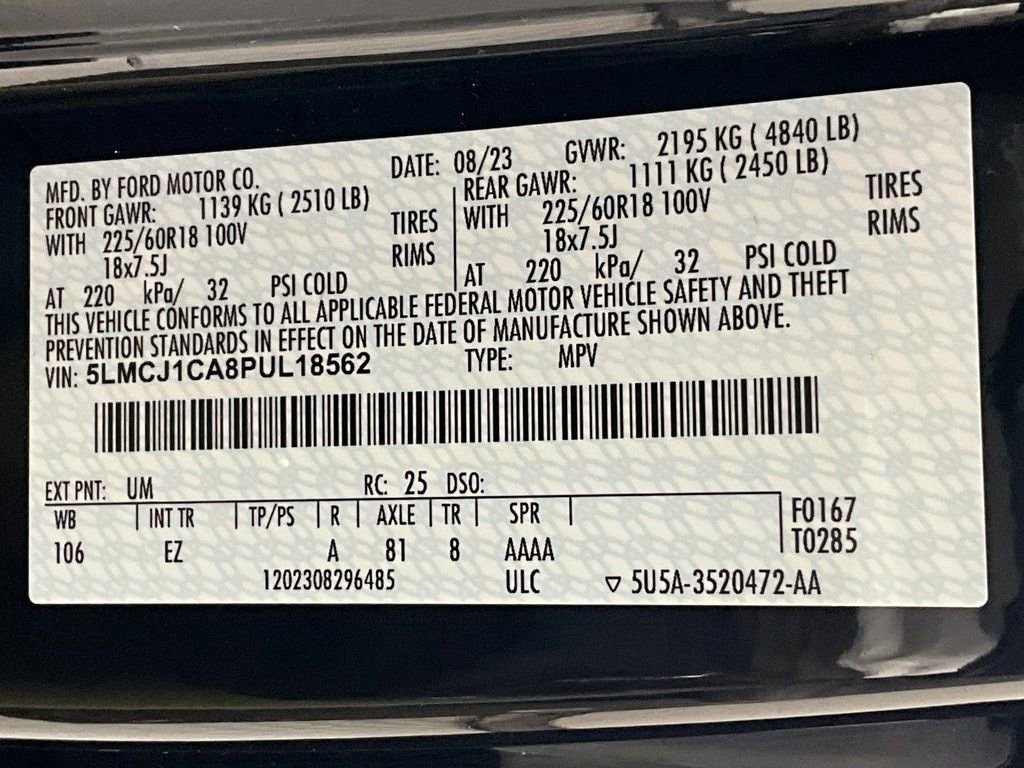 MFD. BY FORD MOTOR CO. DATE: 08/23 GVWR: 2195 KG ( 4840 LB)
FRONT GAWR: 1139 KG ( 2510 LB) REAR GAWR: 1111 KG ( 2450 LB)
WITH 225/60R18 100V TIRES WITH 225/60R18 100V TIRES
18x7.5J RIMS 18x7.5J RIMS
AT 220 kPa/ 32 PSI COLD AT 220 kPa/ 32 PSI COLD
THIS VEHICLE CONFORMS TO ALL APPLICABLE FEDERAL MOTOR VEHICLE SAFETY AND THEFT
PREVENTION STANDARDS IN EFFECT ON THE DATE OF MANUFACTURE SHOWN ABOVE.
VIN: 5LMCJ1CA8PUL18562 TYPE: MPV
EXT PNT: UM RC: 25 DSO:
WB INT TR TP/PS R AXLE TR SPR F0167
106 EZ A 81 8 AAAA T0285
1202308296485 ULC ▽ 5U5A-3520472-AA